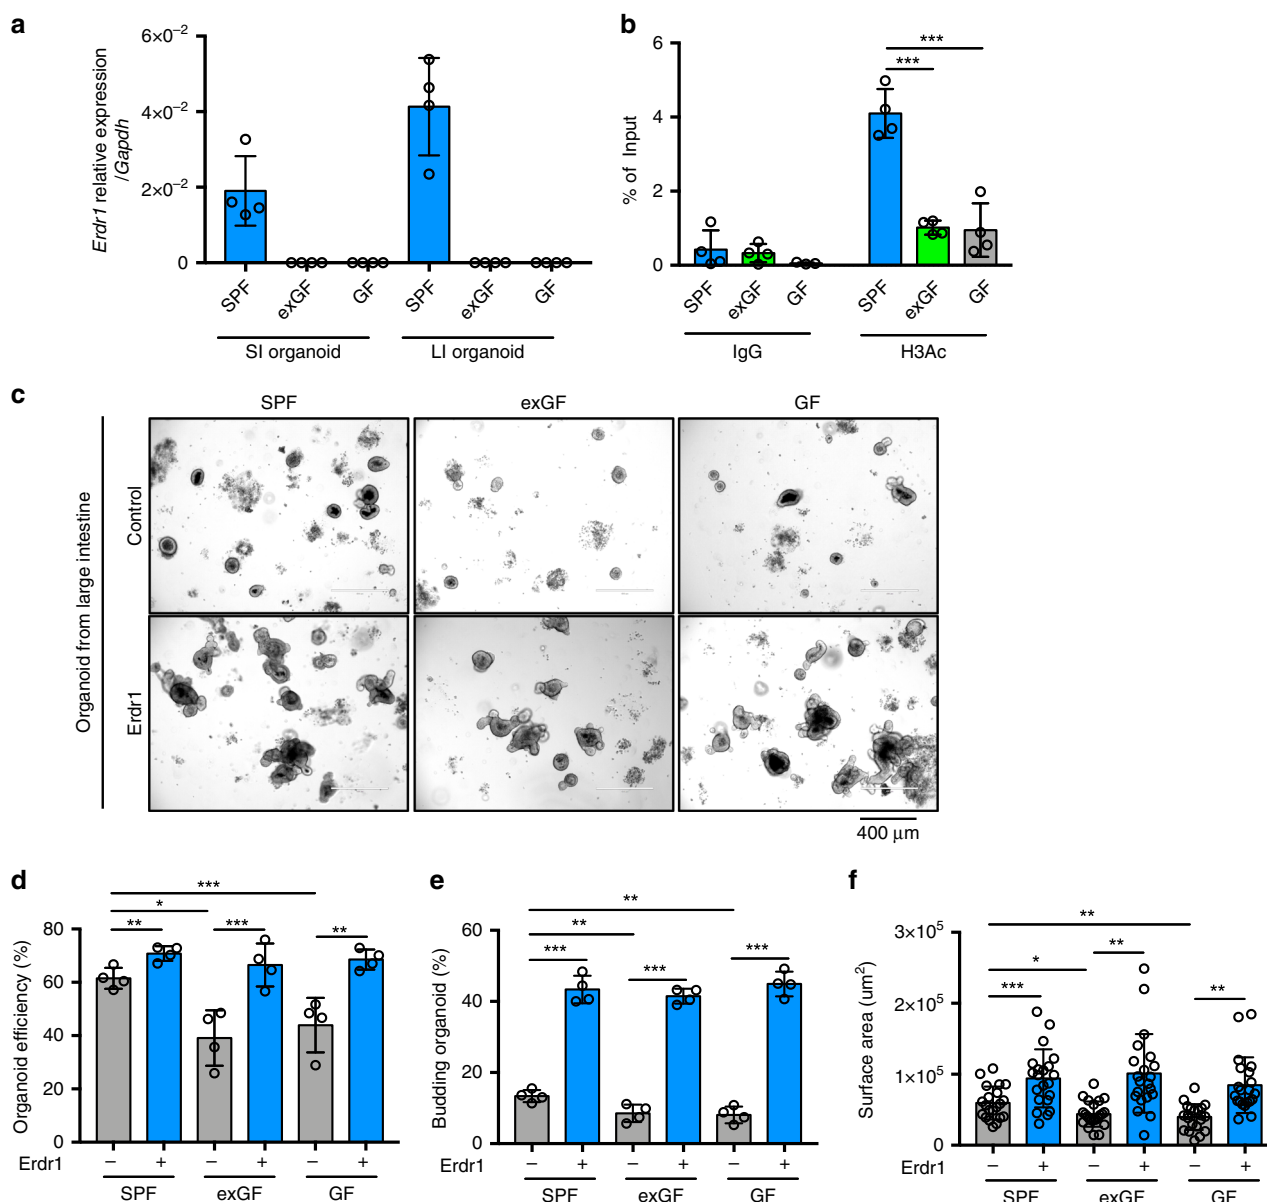 a
Erdr1 relative expression
/Gapdh
6×10⁻²
4×10⁻²
2×10⁻²
0
SPF
exGF
GF
SPF
exGF
GF
SI organoid
LI organoid
b
% of Input
6
4
2
0
***
***
SPF
exGF
GF
SPF
exGF
GF
IgG
H3Ac
c
SPF
exGF
GF
Organoid from large intestine
Control
Erdr1
400 μm
d
Organoid efficiency (%)
80
60
40
20
0
***
*
**
***
**
Erdr1
− + − + − +
SPF
exGF
GF
e
Budding organoid (%)
60
40
20
0
**
**
***
***
***
Erdr1
− + − + − +
SPF
exGF
GF
f
Surface area (um²)
3×10⁵
2×10⁵
1×10⁵
0
**
*
**
***
**
Erdr1
− + − + − +
SPF
exGF
GF